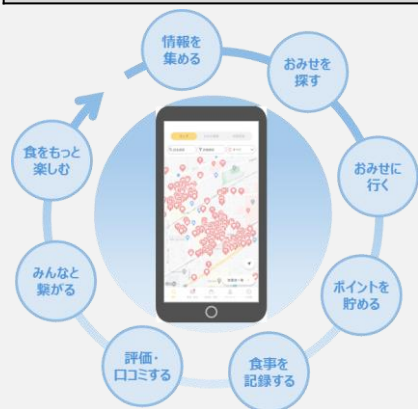 情報を
集める
おみせを
探す
おみせに
行く
ポイントを
貯める
食事を
記録する
評価・
口コミする
みんなと
繋がる
食をもっと
楽しむ